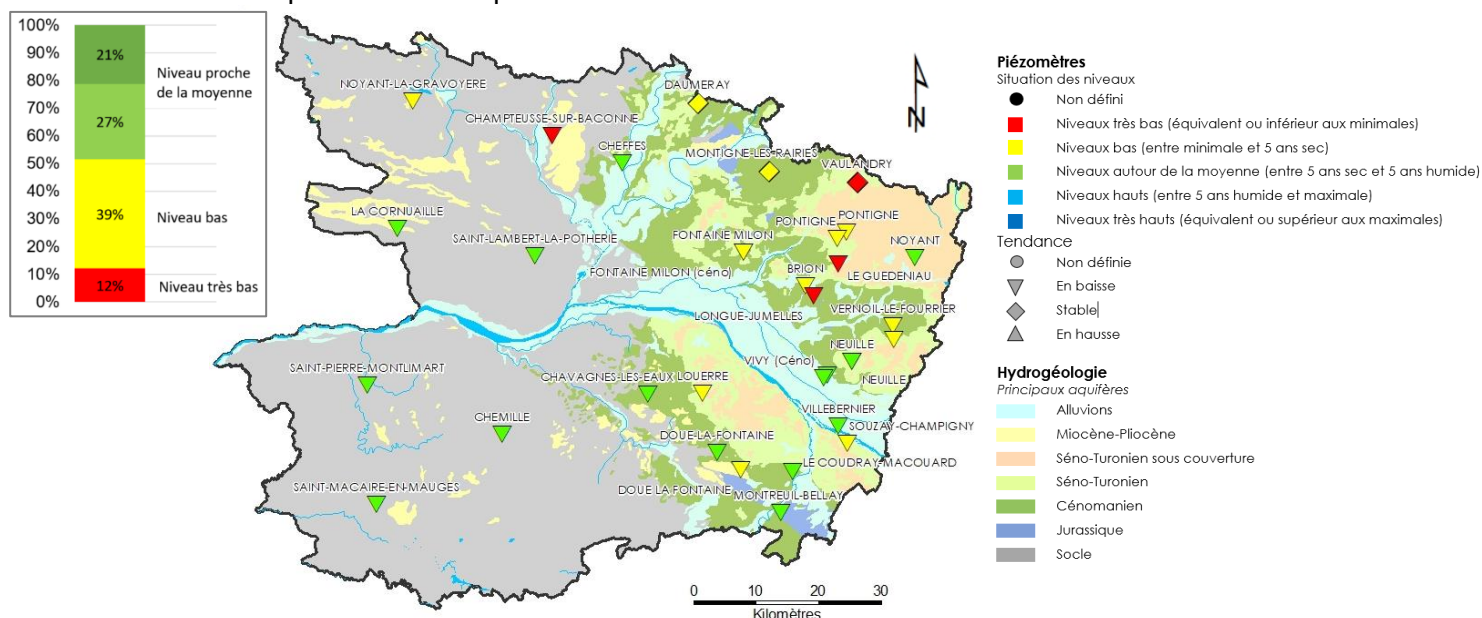 100%
90%
80%
70%
60%
50%
40%
30%
20%
10%
0%
21%
27%
39%
12%
Niveau proche
de la moyenne
Niveau bas
Niveau très bas
NOYANT-LA-GRAVOYERE
CHAMPTEUSSE-SUR-BACONNE
DAUMERAY
CHEFFES
MONTIGNE-LES-RAIRIES
VAULANDRY
LA CORNUAILLE
SAINT-LAMBERT-LA-POTHERIE
PONTIGNE
PONTIGNE
FONTAINE MILON
NOYANT
FONTAINE MILON (céno)
BRION
LE GUEDENIAU
LONGUE-JUMELLES
VERNOIL-LE-FOURRIER
NEUILLE
VIVY (Céno)
NEUILLE
SAINT-PIERRE-MONTLIMART
CHAVAGNES-LES-EAUX
LOUERRE
CHEMILLE
VILLEBERNIER
SOUZAY-CHAMPIGNY
DOUE-LA-FONTAINE
LE COUDRAY-MACOUARD
SAINT-MACAIRE-EN-MAUGES
DOUE LA FONTAINE
MONTREUIL-BELLAY
N
0 10 20 30
Kilomètres
Piézomètres
Situation des niveaux
Non défini
Niveaux très bas (équivalent ou inférieur aux minimales)
Niveaux bas (entre minimale et 5 ans sec)
Niveaux autour de la moyenne (entre 5 ans sec et 5 ans humide)
Niveaux hauts (entre 5 ans humide et maximale)
Niveaux très hauts (équivalent ou supérieur aux maximales)
Tendance
Non définie
En baisse
Stable
En hausse
Hydrogéologie
Principaux aquifères
Alluvions
Miocène-Pliocène
Séno-Turonien sous couverture
Séno-Turonien
Cénomanien
Jurassique
Socle